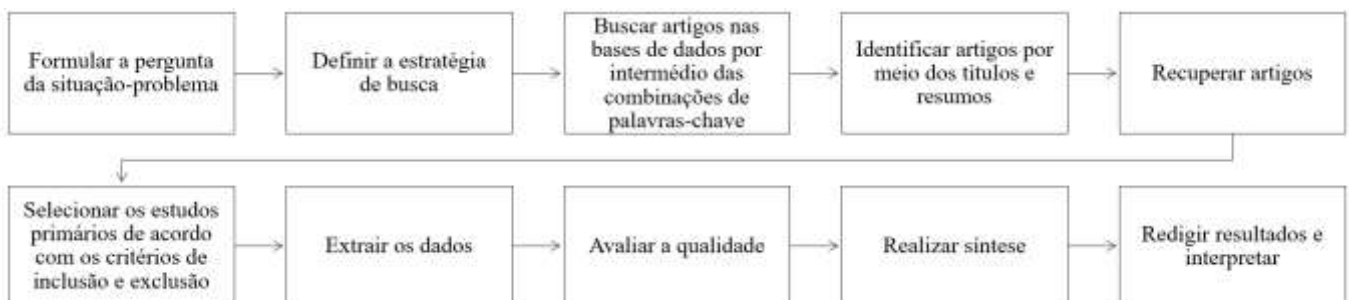 Formular a pergunta
da situação-problema
Definir a estratégia
de busca
Buscar artigos nas
bases de dados por
intermédio das
combinações de
palavras-chave
Identificar artigos por
meio dos títulos e
resumos
Recuperar artigos
Selecionar os estudos
primários de acordo
com os critérios de
inclusão e exclusão
Extrair os dados
Avaliar a qualidade
Realizar síntese
Redigir resultados e
interpretar